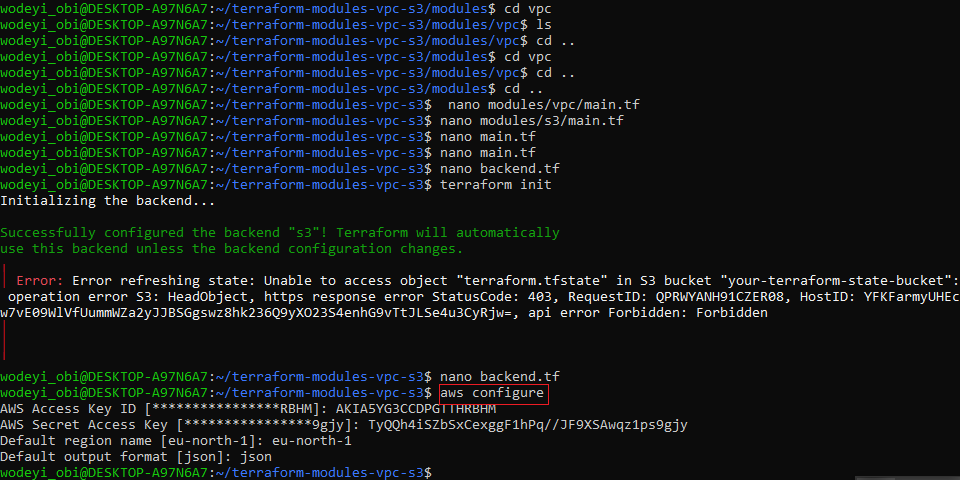 wodeyi_obi@DESKTOP-A97N6A7:~/terraform-modules-vpc-s3/modules$ cd vpc
wodeyi_obi@DESKTOP-A97N6A7:~/terraform-modules-vpc-s3/modules/vpc$ ls
wodeyi_obi@DESKTOP-A97N6A7:~/terraform-modules-vpc-s3/modules/vpc$ cd ..
wodeyi_obi@DESKTOP-A97N6A7:~/terraform-modules-vpc-s3/modules$ cd vpc
wodeyi_obi@DESKTOP-A97N6A7:~/terraform-modules-vpc-s3/modules/vpc$ cd ..
wodeyi_obi@DESKTOP-A97N6A7:~/terraform-modules-vpc-s3/modules$ cd ..
wodeyi_obi@DESKTOP-A97N6A7:~/terraform-modules-vpc-s3$  nano modules/vpc/main.tf
wodeyi_obi@DESKTOP-A97N6A7:~/terraform-modules-vpc-s3$ nano modules/s3/main.tf
wodeyi_obi@DESKTOP-A97N6A7:~/terraform-modules-vpc-s3$ nano main.tf
wodeyi_obi@DESKTOP-A97N6A7:~/terraform-modules-vpc-s3$ nano main.tf
wodeyi_obi@DESKTOP-A97N6A7:~/terraform-modules-vpc-s3$ nano backend.tf
wodeyi_obi@DESKTOP-A97N6A7:~/terraform-modules-vpc-s3$ terraform init
Initializing the backend...
Successfully configured the backend "s3"! Terraform will automatically
use this backend unless the backend configuration changes.
Error: Error refreshing state: Unable to access object "terraform.tfstate" in S3 bucket "your-terraform-state-bucket":
operation error S3: HeadObject, https response error StatusCode: 403, RequestID: QPRWYANH91CZER08, HostID: YFKFarmyUHEc
w7vE09WlVfUummWZa2yJJBSGgswz8hk236Q9yXO23S4enhG9vTtJLSe4u3CyRjw=, api error Forbidden: Forbidden
wodeyi_obi@DESKTOP-A97N6A7:~/terraform-modules-vpc-s3$ nano backend.tf
wodeyi_obi@DESKTOP-A97N6A7:~/terraform-modules-vpc-s3$ aws configure
AWS Access Key ID [****************RBHM]: AKIA5YG3CCDPGTTHRBHM
AWS Secret Access Key [****************9gjy]: 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
Default region name [eu-north-1]: eu-north-1
Default output format [json]: json
wodeyi_obi@DESKTOP-A97N6A7:~/terraform-modules-vpc-s3$